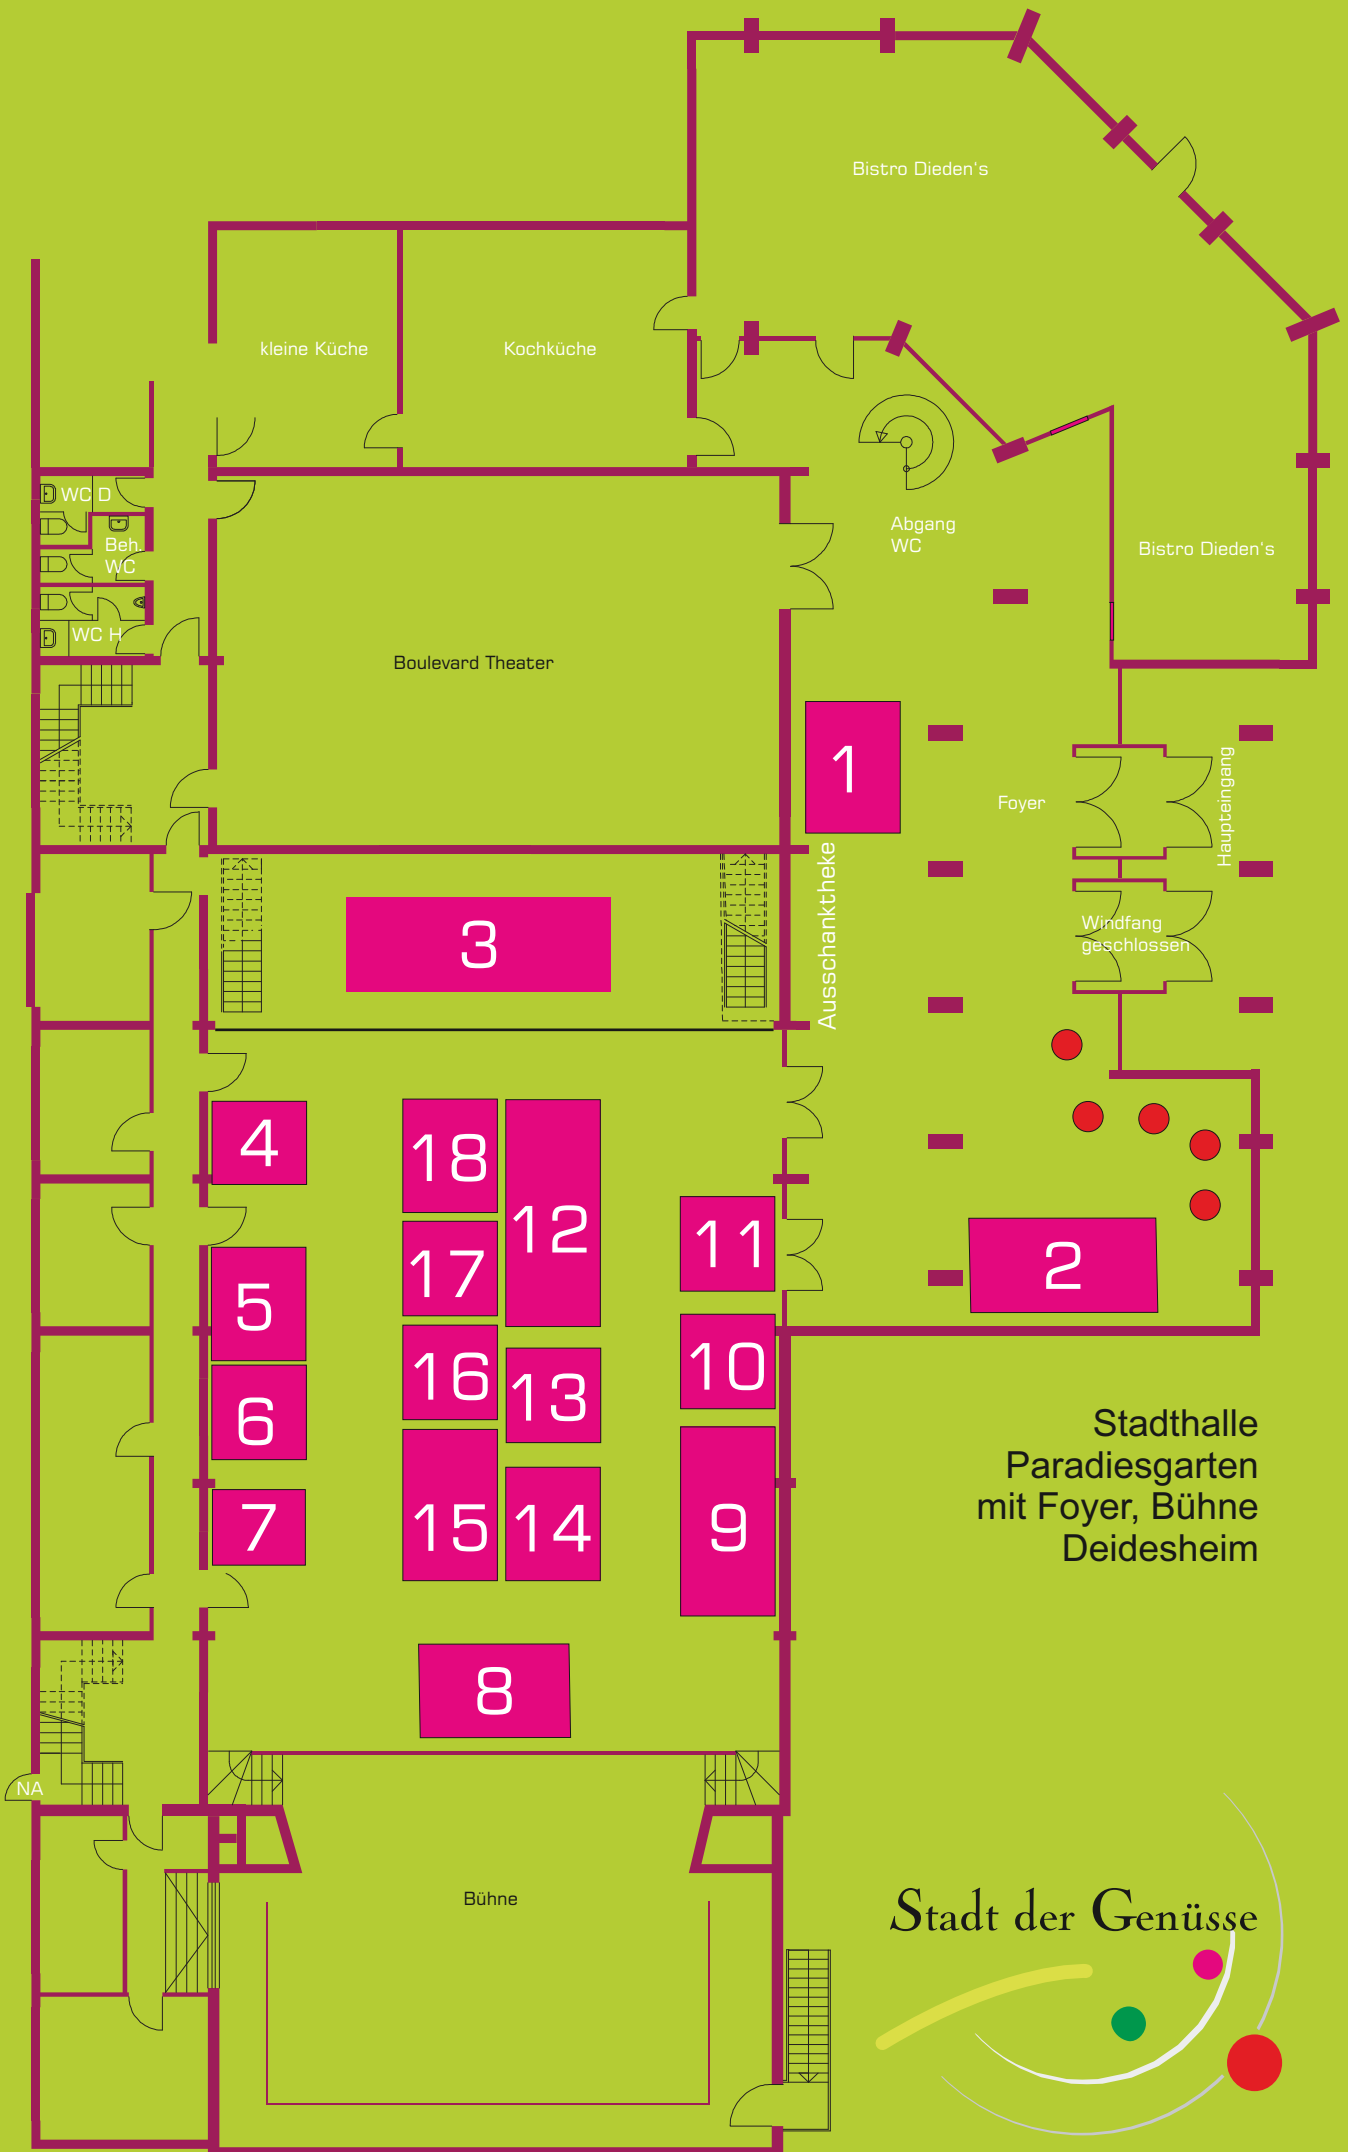 Bistro Dieden's
kleine Küche
Kochküche
WC D
Beh.
WC
WC H
Abgang
WC
Bistro Dieden's
Boulevard Theater
1
Foyer
Haupteingang
Ausschanktheke
Windfang
geschlossen
3
4
18
12
11
2
17
5
10
16
13
6
9
15
14
7
8
Stadthalle
Paradiesgarten
mit Foyer, Bühne
Deidesheim
NA
Bühne
Stadt der Genüsse